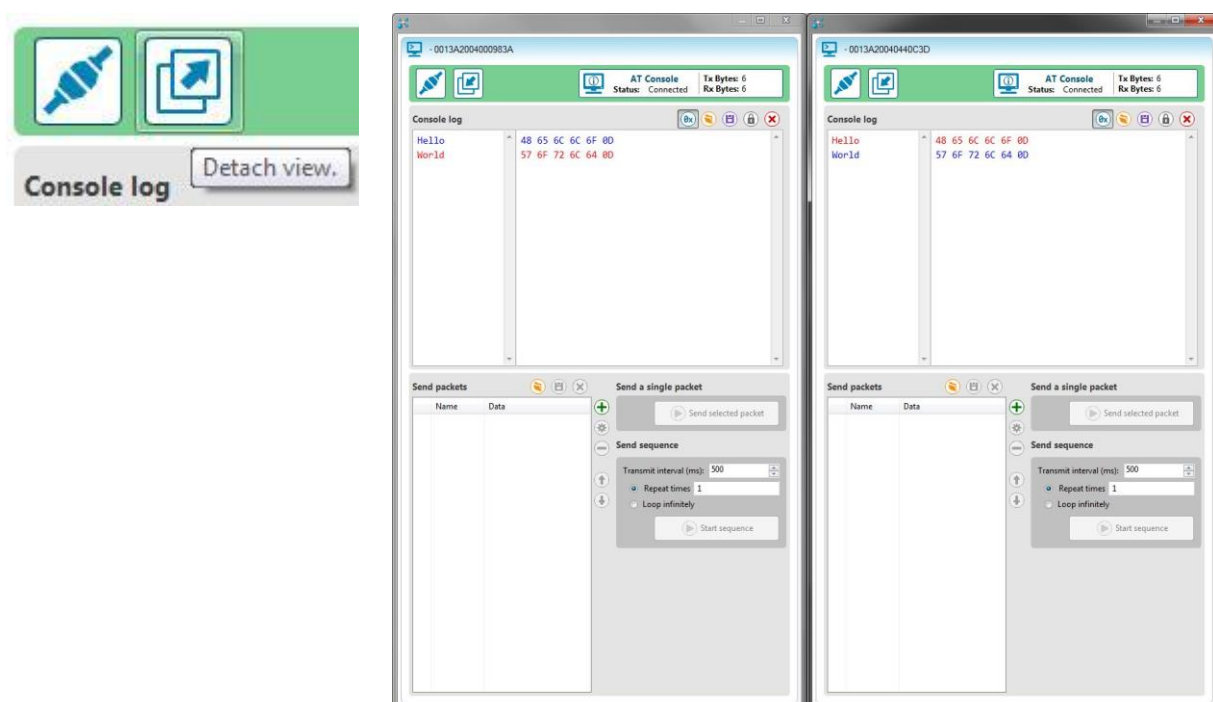 Detach view.
Console log
- 0013A2004000983A
AT Console
Status: Connected
Tx Bytes: 6
Rx Bytes: 6
Console log
0x
Hello
World
48 65 6C 6C 6F 0D
57 6F 72 6C 64 0D
Send packets
Name Data
Send a single packet
Send selected packet
Send sequence
Transmit interval (ms): 500
Repeat times 1
Loop infinitely
Start sequence
- 0013A20040440C3D
AT Console
Status: Connected
Tx Bytes: 6
Rx Bytes: 6
Console log
0x
Hello
World
48 65 6C 6C 6F 0D
57 6F 72 6C 64 0D
Send packets
Name Data
Send a single packet
Send selected packet
Send sequence
Transmit interval (ms): 500
Repeat times 1
Loop infinitely
Start sequence